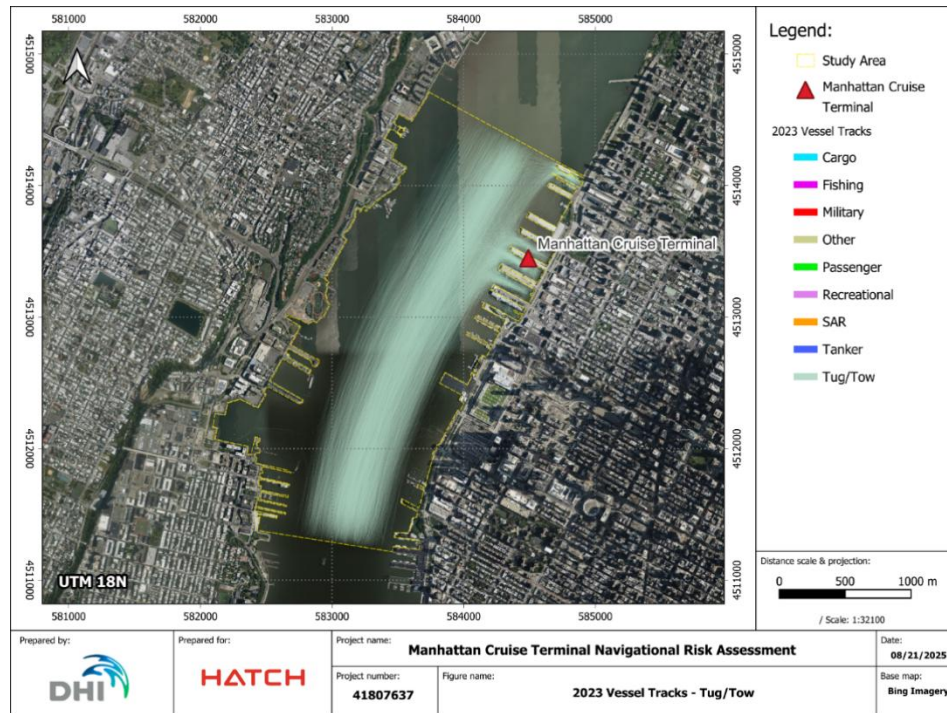 581000 582000 583000 584000 585000
Legend:
Study Area
Manhattan Cruise
Terminal
2023 Vessel Tracks
Cargo
Fishing
Military
Other
Passenger
Recreational
SAR
Tanker
Tug/Tow
4515000 4515000
4514000 4514000
Manhattan Cruise Terminal
4513000 4513000
4512000 4512000
4511000 4511000
UTM 18N
581000 582000 583000 584000 585000
Distance scale & projection:
0 500 1000 m
/ Scale: 1:32100
Prepared by:
DHI
Prepared for:
HATCH
Project name:
Manhattan Cruise Terminal Navigational Risk Assessment
Date:
08/21/2025
Project number:
41807637
Figure name:
2023 Vessel Tracks - Tug/Tow
Base map:
Bing Imagery